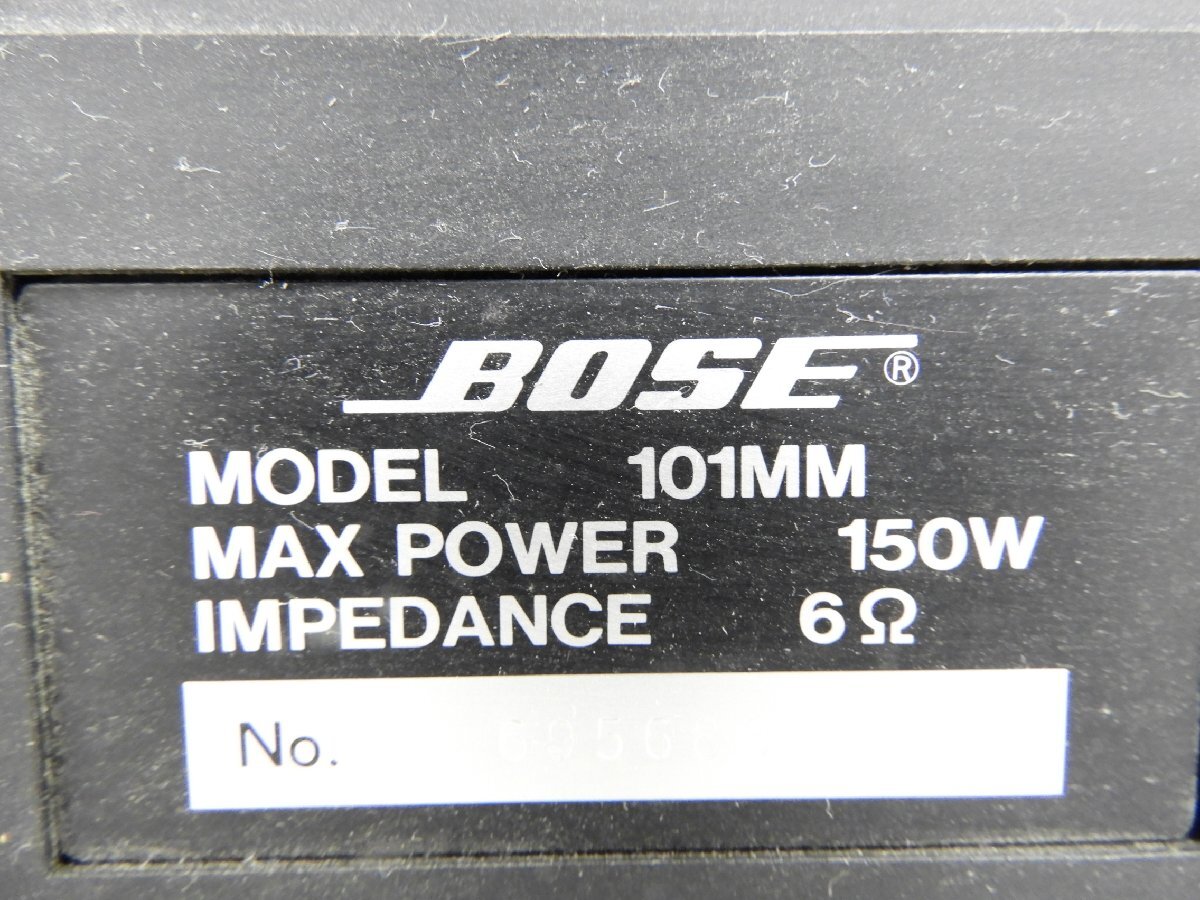 BOSE®
MODEL 101MM
MAX POWER 150W
IMPEDANCE 6Ω
No.